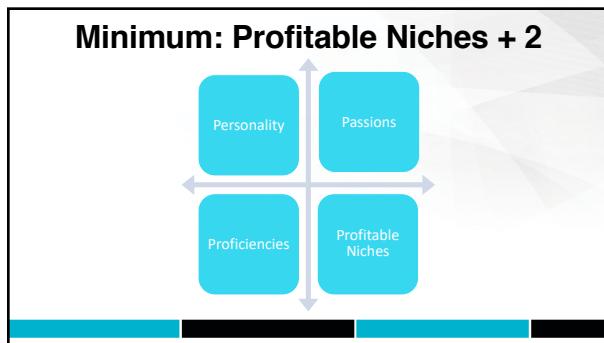 Minimum: Profitable Niches + 2
Personality
Passions
Proficiencies
Profitable
Niches